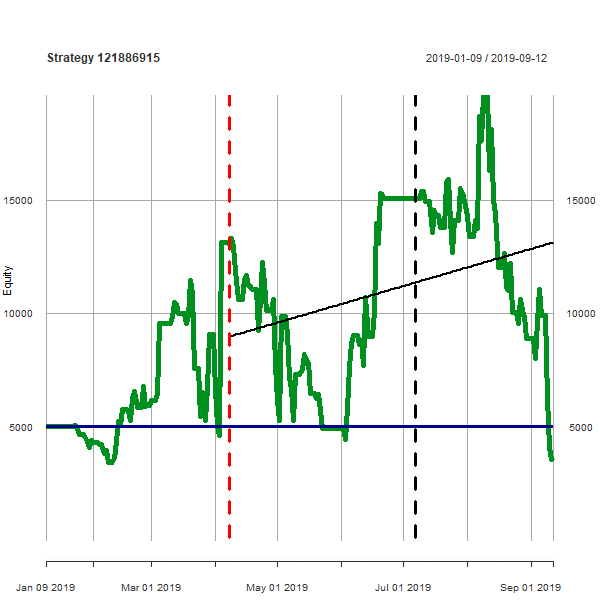 Strategy 121886915
2019-01-09 / 2019-09-12
15000
15000
Equity
10000
10000
5000
5000
Jan 09 2019
Mar 01 2019
May 01 2019
Jul 01 2019
Sep 01 2019